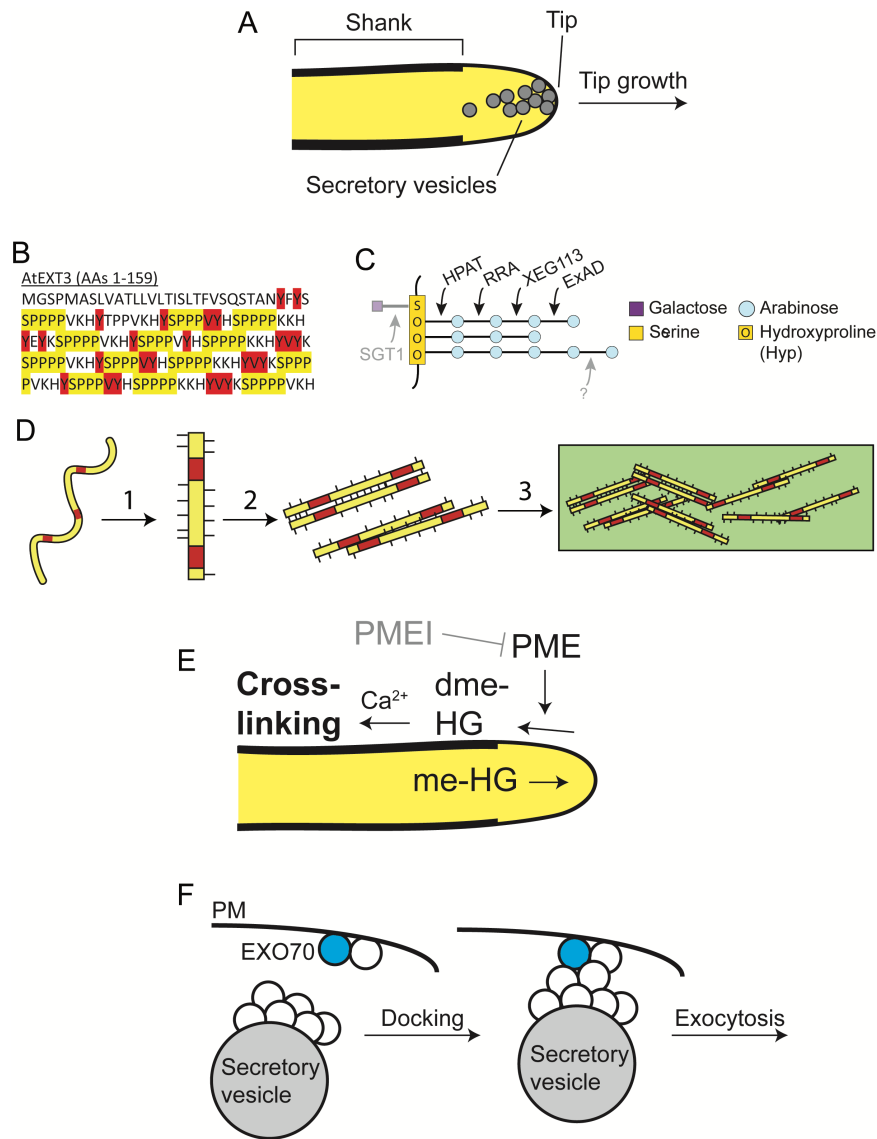 A
Shank
Tip
Tip growth
Secretory vesicles
B
AtEXT3 (AAs 1-159)
MGSPMASLVATLLVLTISLTFVSQSTANYFYS
SPPPPVKHYTPPVKHYSPPPVYHSPPPPKKH
YEYKSPPPPVKHYSPPPVYHSPPPPKKHYVYK
SPPPPVKHYSPPPVYHSPPPPKKHYVYKSPPP
PVKHYSPPPVYHSPPPPKKHYVYKSPPPPVKH
C
HPAT
RRA
XEG113
ExAD
S
O
O
O
SGT1
?
Galactose
Arabinose
Serine
O
Hydroxyproline
(Hyp)
D
1
2
3
E
PMEI
PME
Cross-
linking
Ca2+
dme-
HG
me-HG
F
PM
EXO70
Docking
Exocytosis
Secretory
vesicle
Secretory
vesicle